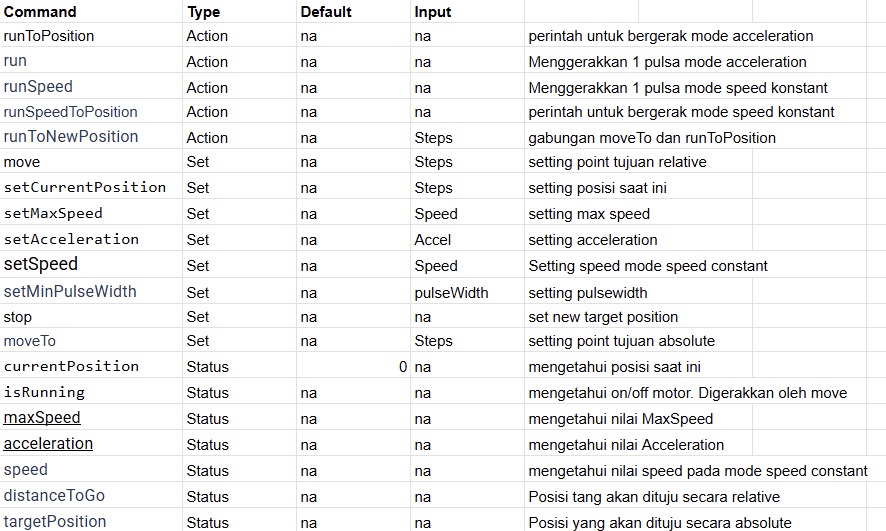 Command Type Default Input
runToPosition Action na na perintah untuk bergerak mode acceleration
run Action na na Menggerakkan 1 pulsa mode acceleration
runSpeed Action na na Menggerakkan 1 pulsa mode speed konstant
runSpeedToPosition Action na na perintah untuk bergerak mode speed konstant
runToNewPosition Action na Steps gabungan moveTo dan runToPosition
move Set na Steps setting point tujuan relative
setCurrentPosition Set na Steps setting posisi saat ini
setMaxSpeed Set na Speed setting max speed
setAcceleration Set na Accel setting acceleration
setSpeed Set na Speed Setting speed mode speed constant
setMinPulseWidth Set na pulseWidth setting pulsewidth
stop Set na na set new target position
moveTo Set na Steps setting point tujuan absolute
currentPosition Status 0 na mengetahui posisi saat ini
isRunning Status na na mengetahui on/off motor. Digerakkan oleh move
maxSpeed Status na na mengetahui nilai MaxSpeed
acceleration Status na na mengetahui nilai Acceleration
speed Status na na mengetahui nilai speed pada mode speed constant
distanceToGo Status na na Posisi tang akan dituju secara relative
targetPosition Status na na Posisi yang akan dituju secara absolute